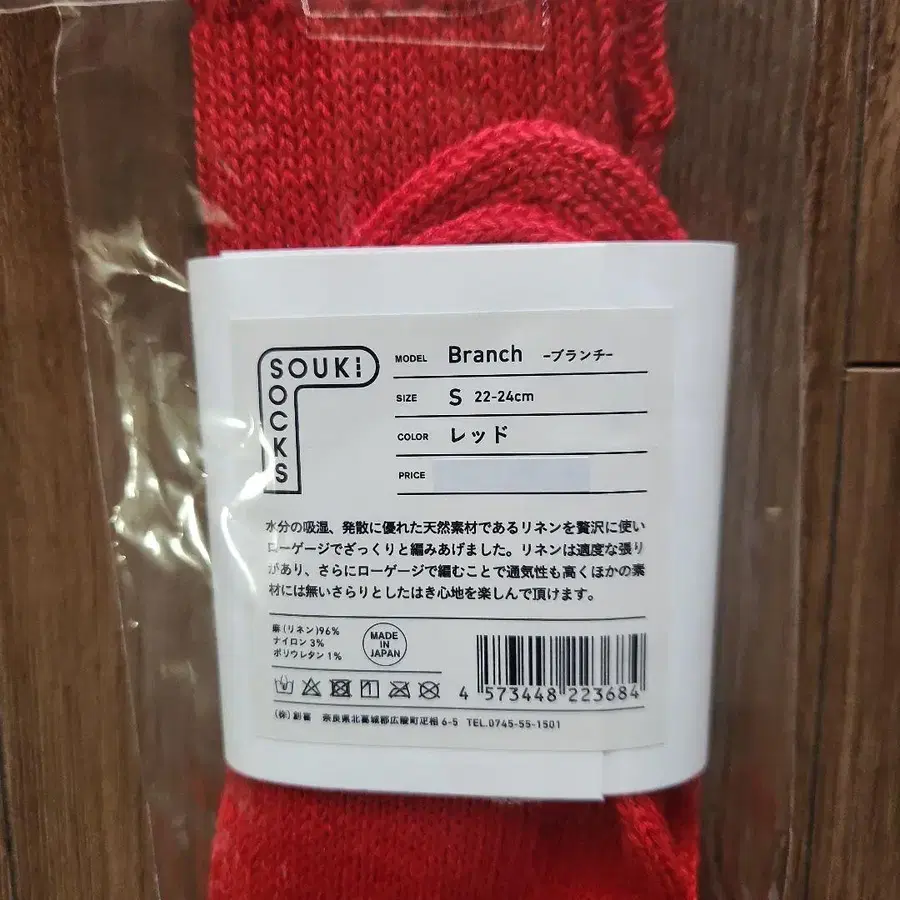 SOUKI
SOCKS
MODEL Branch -ブランチ-
SIZE S 22-24cm
COLOR レッド
PRICE
水分の吸湿、発散に優れた天然素材であるリネンを贅沢に使い
ローゲージでざっくりと編みあげました。リネンは適度な張り
があり、さらにローゲージで編むことで通気性も高くほかの素
材には無いさらりとしたはき心地を楽しんで頂けます。
麻(リネン)96%
ナイロン 3%
ポリウレタン 1%
MADE
IN
JAPAN
4 573448 223684
(株)創喜 奈良県北葛城郡広陵町疋相 6-5 TEL.0745-55-1501